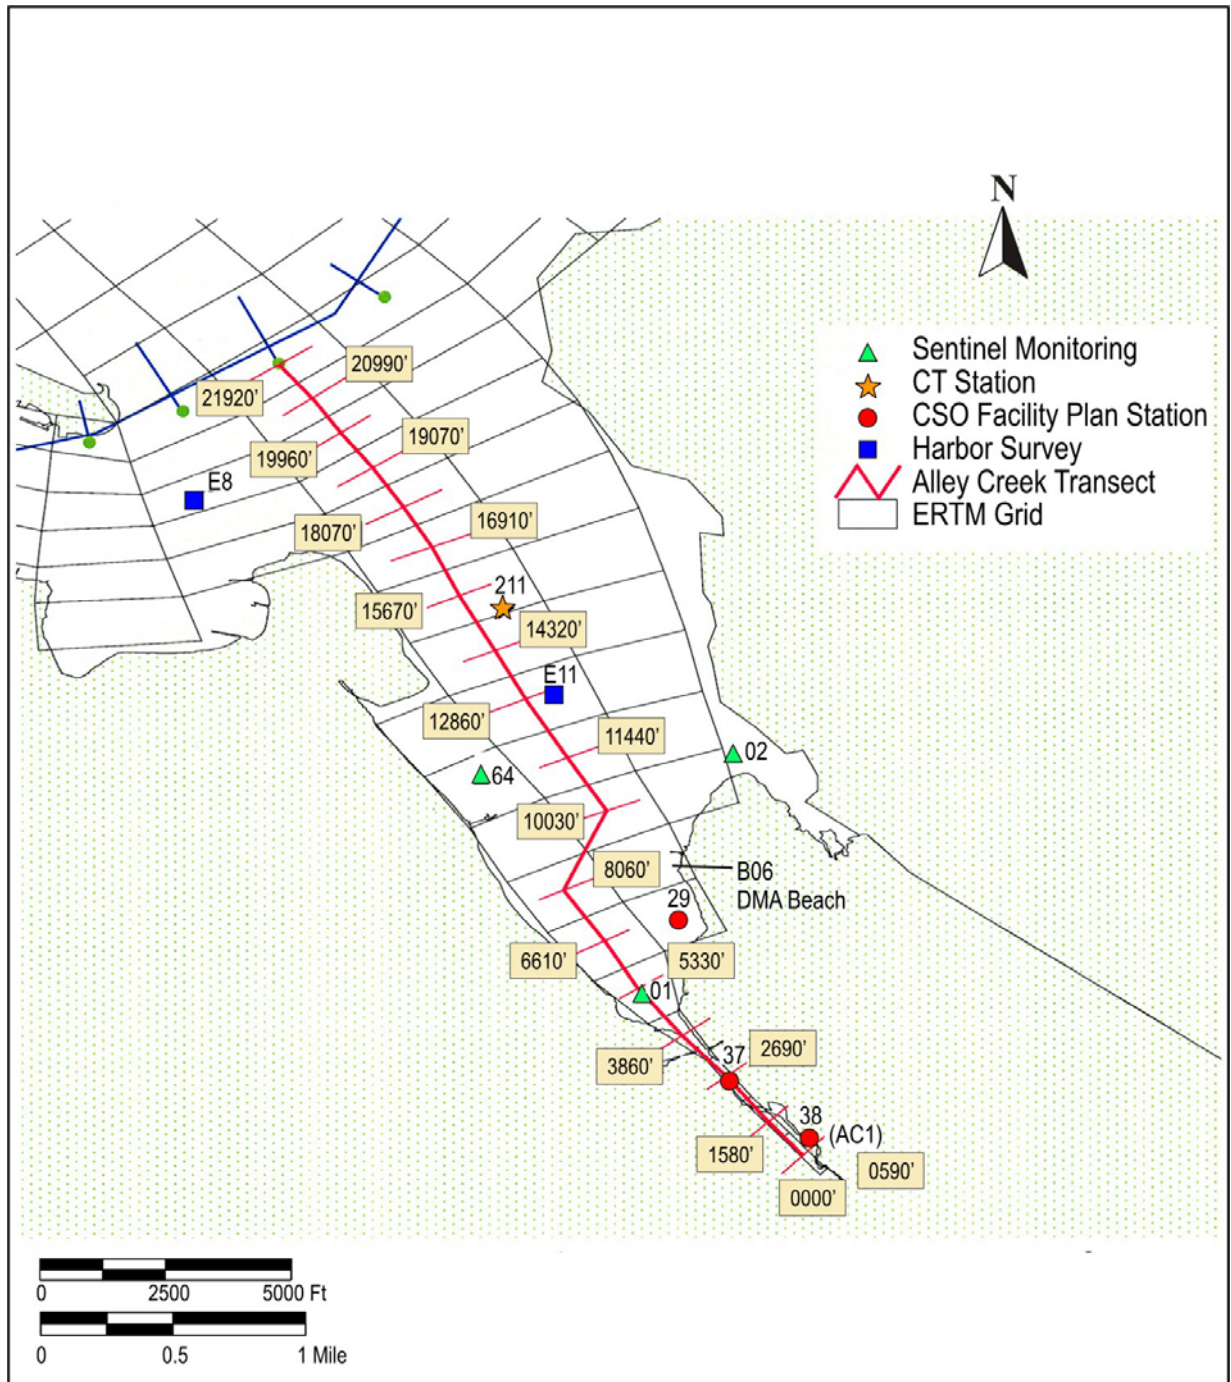 N
Sentinel Monitoring
CT Station
CSO Facility Plan Station
Harbor Survey
Alley Creek Transect
ERTM Grid
20990'
21920'
19070'
19960'
E8
16910'
18070'
211
15670'
14320'
E11
12860'
11440'
02
64
10030'
8060'
B06
DMA Beach
29
6610'
5330'
01
37
2690'
3860'
38
(AC1)
1580'
0590'
0000'
0 2500 5000 Ft
0 0.5 1 Mile